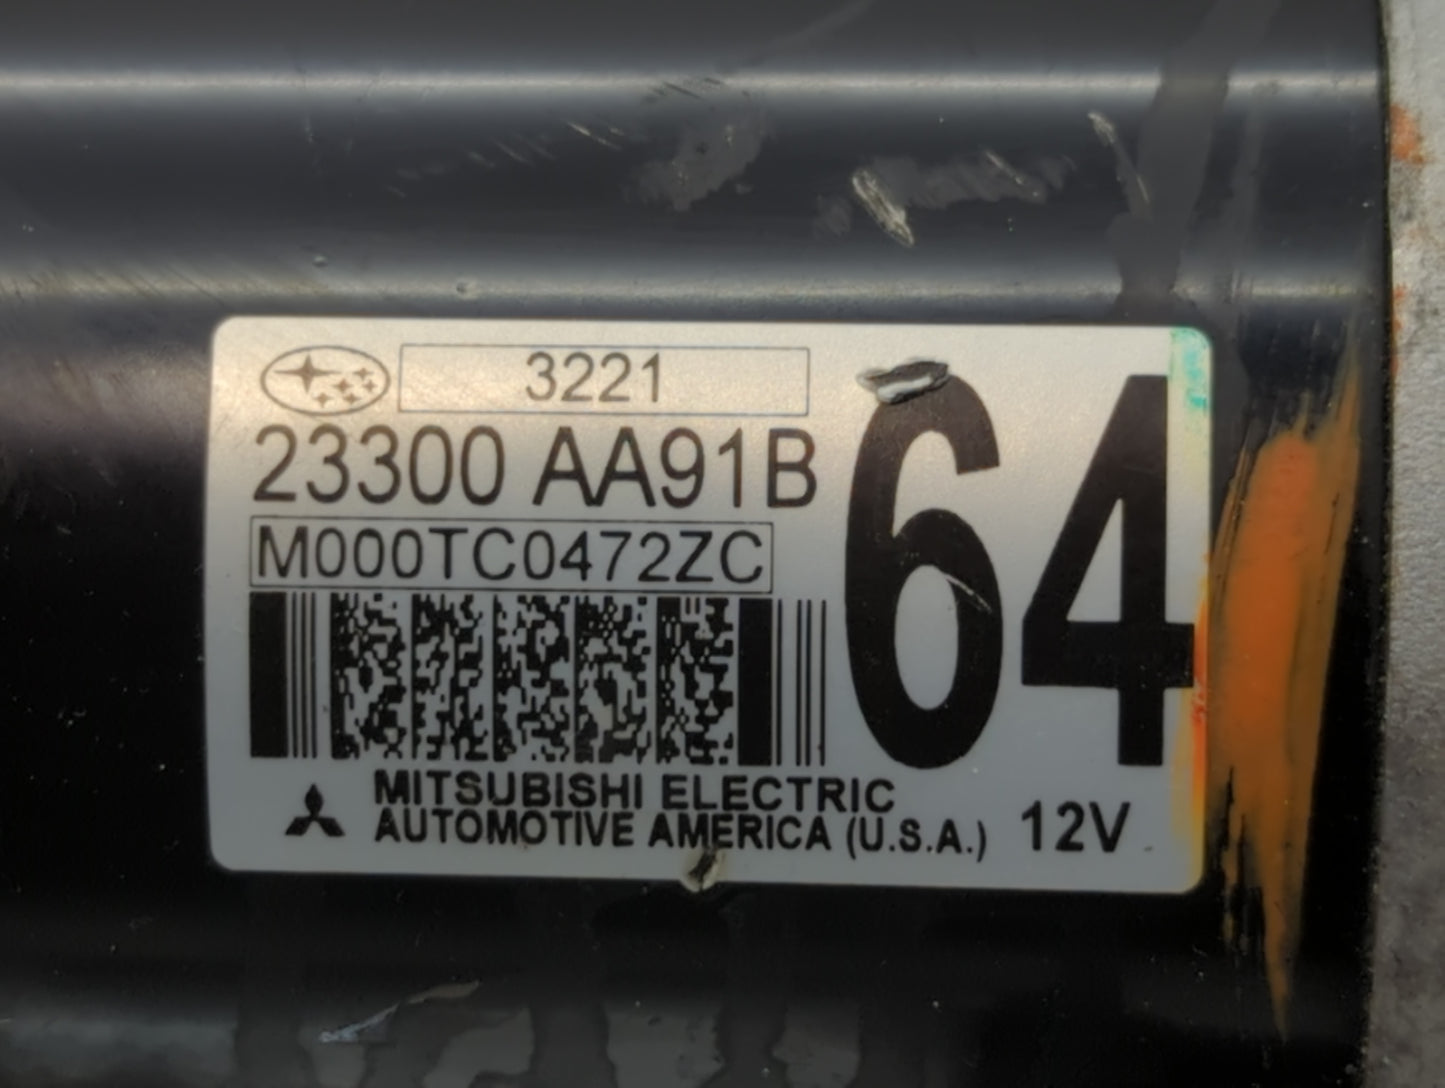 3221
23300 AA91B
64
M000TC0472ZC
MITSUBISHI ELECTRIC
AUTOMOTIVE AMERICA (U.S.A.)
12V